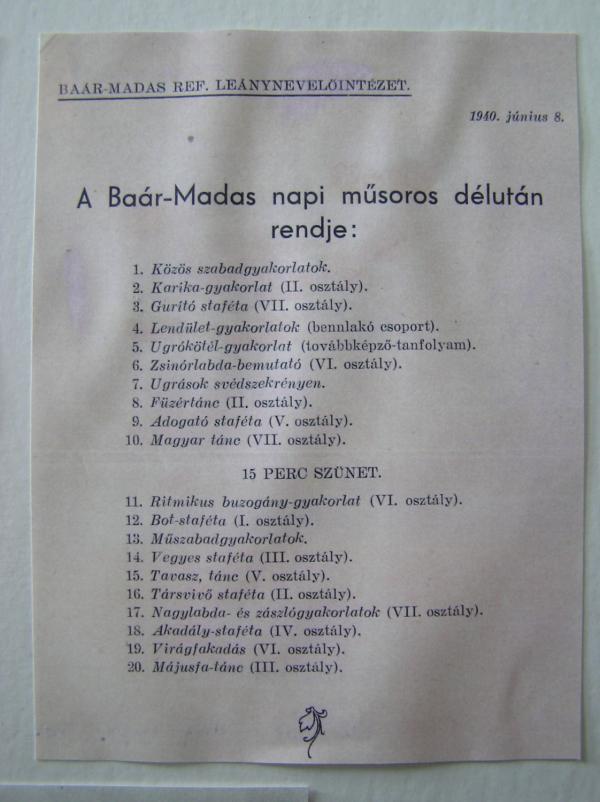 BAÁR-MADAS REF. LEÁNYNEVELŐINTÉZET.
1940. június 8.
A Baár-Madas napi műsoros délután
rendje:
1. Közös szabadgyakorlatok.
2. Karika-gyakorlat (II. osztály).
3. Gurító staféta (VII. osztály).
4. Lendület-gyakorlatok (bennlakó csoport).
5. Ugrókötél-gyakorlat (továbbképző-tanfolyam).
6. Zsinórlabda-bemutató (VI. osztály).
7. Ugrások svédszekrényen.
8. Füzértánc (II. osztály).
9. Adogató staféta (V. osztály).
10. Magyar tánc (VII. osztály).
15 PERC SZÜNET.
11. Ritmikus buzogány-gyakorlat (VI. osztály).
12. Bot-staféta (I. osztály).
13. Műszabadgyakorlatok.
14. Vegyes staféta (III. osztály).
15. Tavasz, tánc (V. osztály).
16. Társvivő staféta (II. osztály).
17. Nagylabda- és zászlógyakorlatok (VII. osztály).
18. Akadály-staféta (IV. osztály).
19. Virágfakadás (VI. osztály).
20. Májusfa-tánc (III. osztály).